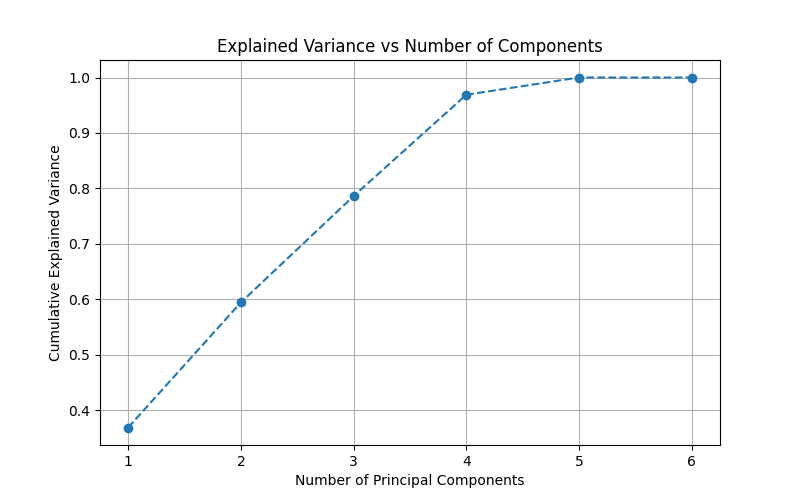 Explained Variance vs Number of Components
1.0
0.9
0.8
0.7
0.6
0.5
0.4
Cumulative Explained Variance
1 2 3 4 5 6
Number of Principal Components